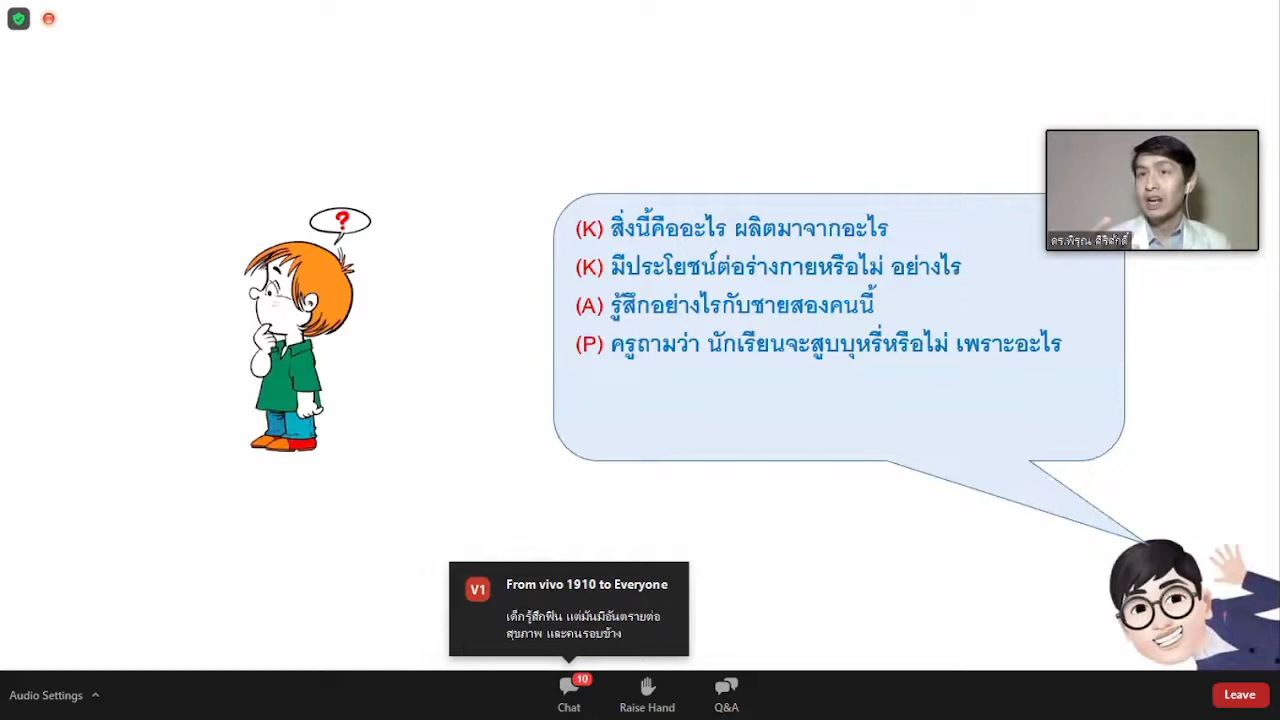 ?
(K) สิ่งนี้คืออะไร ผลิตมาจากอะไร
(K) มีประโยชน์ต่อร่างกายหรือไม่ อย่างไร
(A) รู้สึกอย่างไรกับชายสองคนนี้
(P) ครูถามว่า นักเรียนจะสูบบุหรี่หรือไม่ เพราะอะไร
ดร.พิรุณ ศิริศักดิ์
V1
From vivo 1910 to Everyone
เด็กรู้สึกฟิน แต่มันมีอันตรายต่อ
สุขภาพ และคนรอบข้าง
Audio Settings
10
Chat
Raise Hand
Q&A
Leave